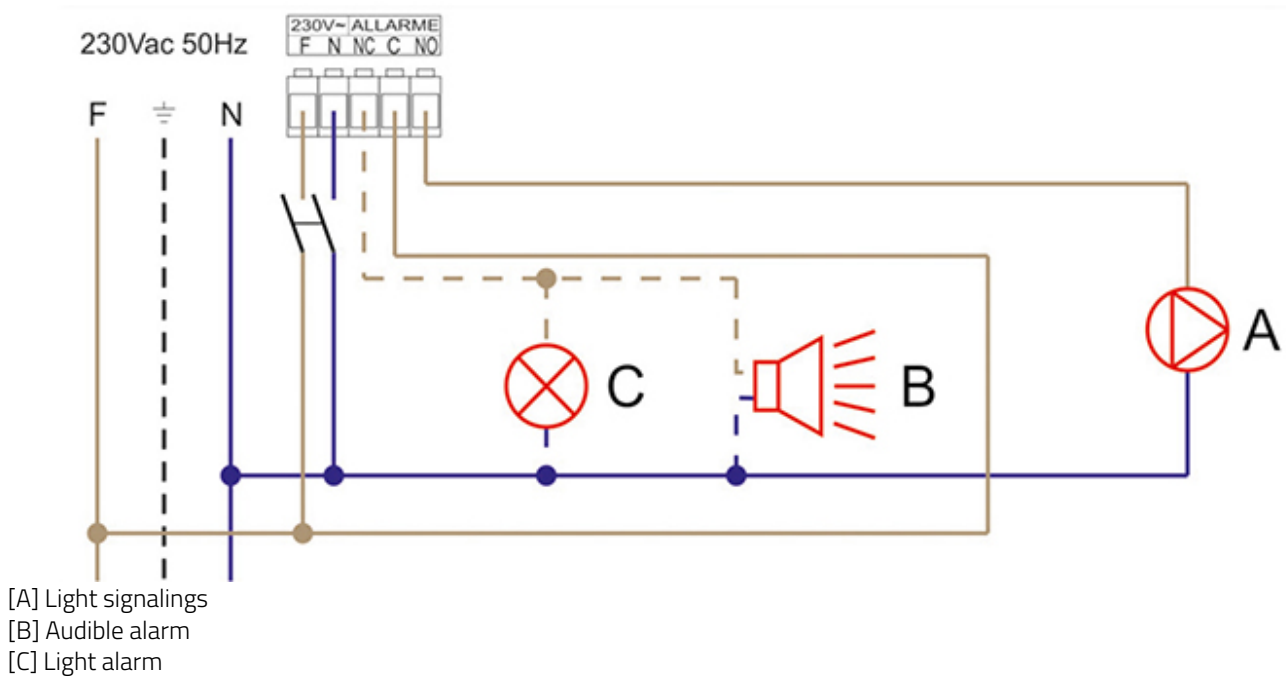 230V~ ALLARME
230Vac 50Hz
F N NC C NO
F
N
A
C
B
[A] Light signalings
[B] Audible alarm
[C] Light alarm